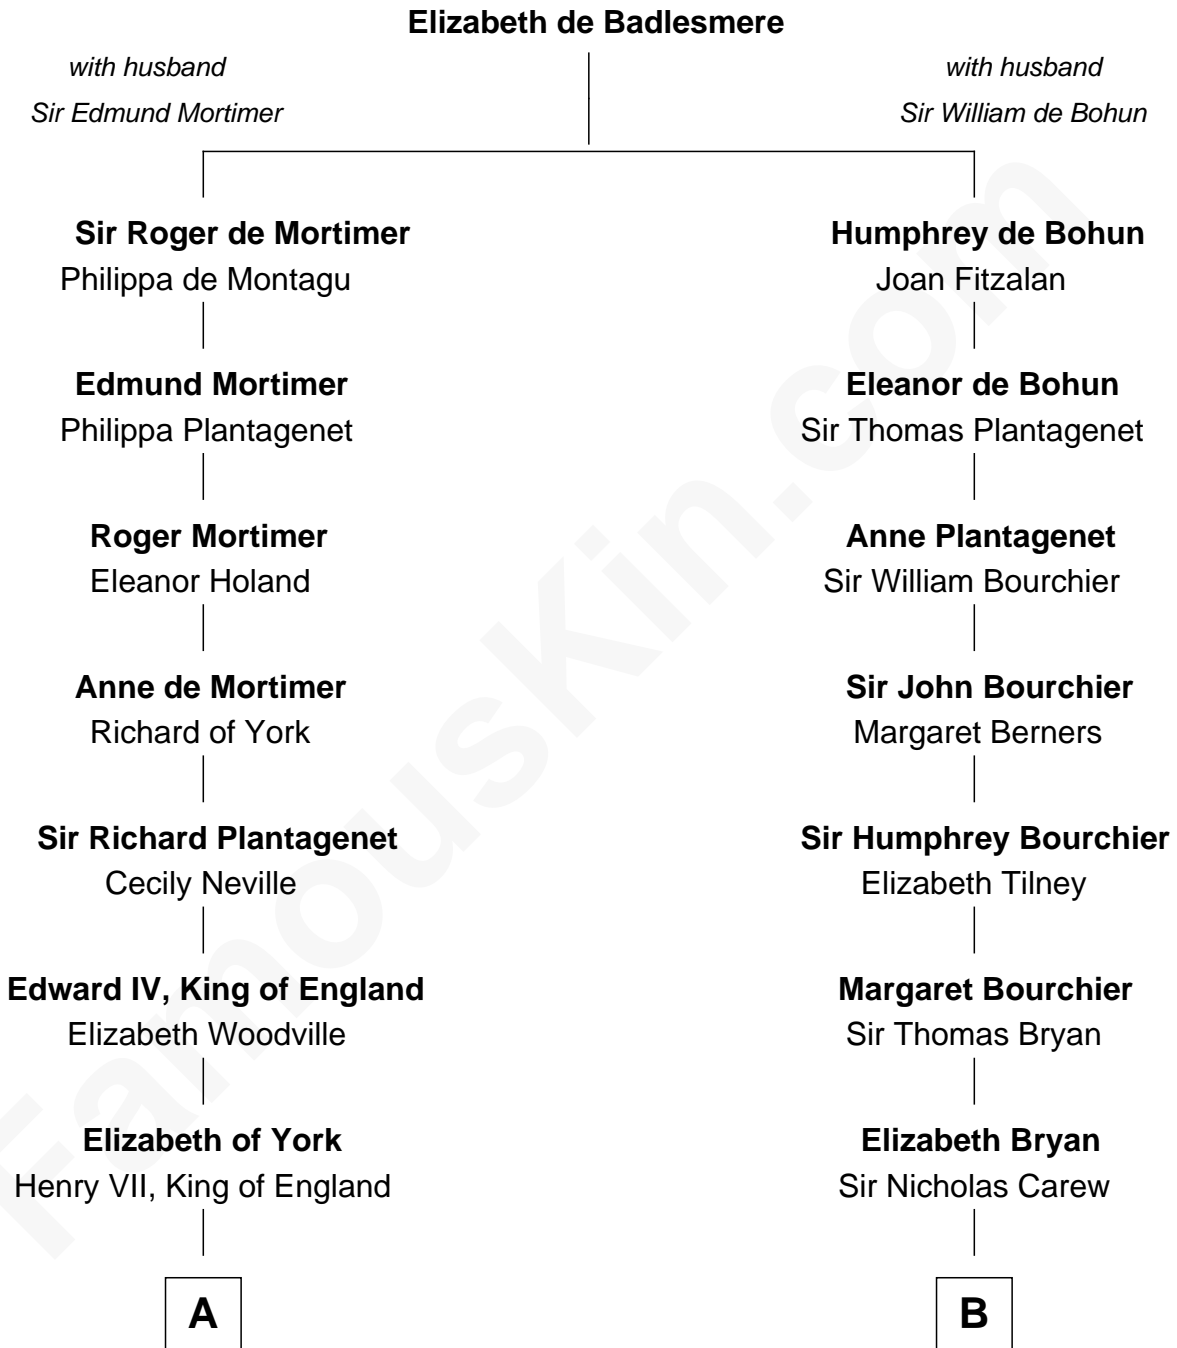 Elizabeth de Badlesmere
with husband
Sir Edmund Mortimer
with husband
Sir William de Bohun
Sir Roger de Mortimer
Philippa de Montagu
Humphrey de Bohun
Joan Fitzalan
Edmund Mortimer
Philippa Plantagenet
Eleanor de Bohun
Sir Thomas Plantagenet
Roger Mortimer
Eleanor Holand
Anne Plantagenet
Sir William Bourchier
Anne de Mortimer
Richard of York
Sir John Bourchier
Margaret Berners
Sir Richard Plantagenet
Cecily Neville
Sir Humphrey Bourchier
Elizabeth Tilney
Edward IV, King of England
Elizabeth Woodville
Margaret Bourchier
Sir Thomas Bryan
Elizabeth of York
Henry VII, King of England
Elizabeth Bryan
Sir Nicholas Carew
A
B
FamousKin.com